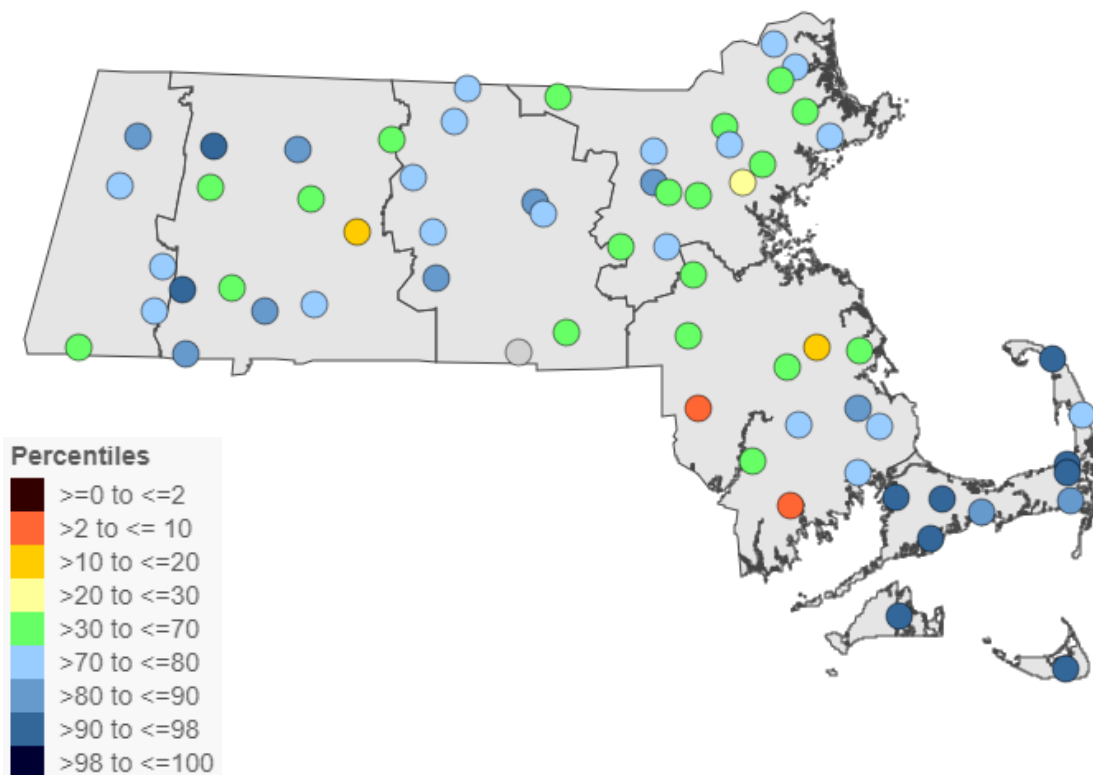 Percentiles
>=0 to <=2
>2 to <= 10
>10 to <=20
>20 to <=30
>30 to <=70
>70 to <=80
>80 to <=90
>90 to <=98
>98 to <=100